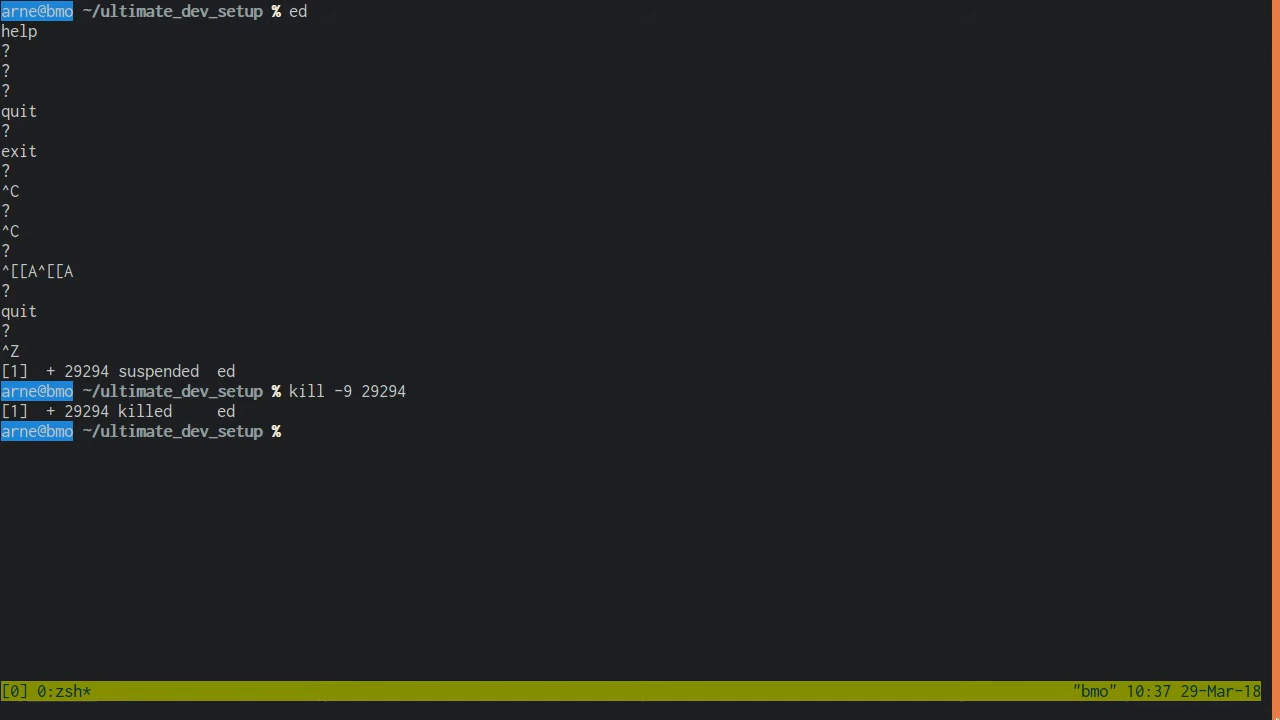 arne@bmo ~/ultimate_dev_setup % ed
help
?
?
?
quit
?
exit
?
^C
?
^C
?
^[[A^[[A
?
quit
?
^Z
[1]  + 29294 suspended  ed
arne@bmo ~/ultimate_dev_setup % kill -9 29294
[1]  + 29294 killed     ed
arne@bmo ~/ultimate_dev_setup %
[0] 0:zsh* "bmo" 10:37 29-Mar-18